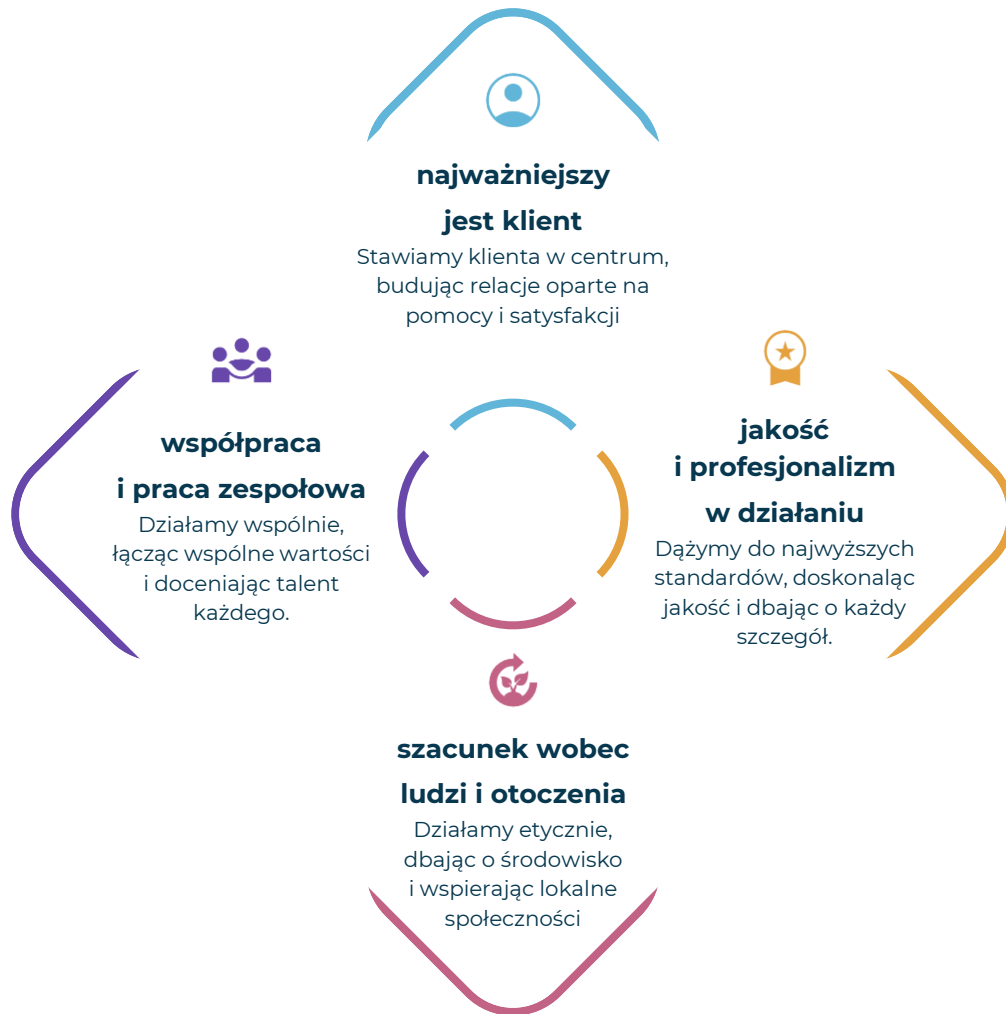 najważniejszy
jest klient
Stawiamy klienta w centrum,
budując relacje oparte na
pomocy i satysfakcji
współpraca
i praca zespołowa
Działamy wspólnie,
łącząc wspólne wartości
i doceniając talent
każdego.
jakość
i profesjonalizm
w działaniu
Dążymy do najwyższych
standardów, doskonaląc
jakość i dbając o każdy
szczegół.
szacunek wobec
ludzi i otoczenia
Działamy etycznie,
dbając o środowisko
i wspierając lokalne
społeczności